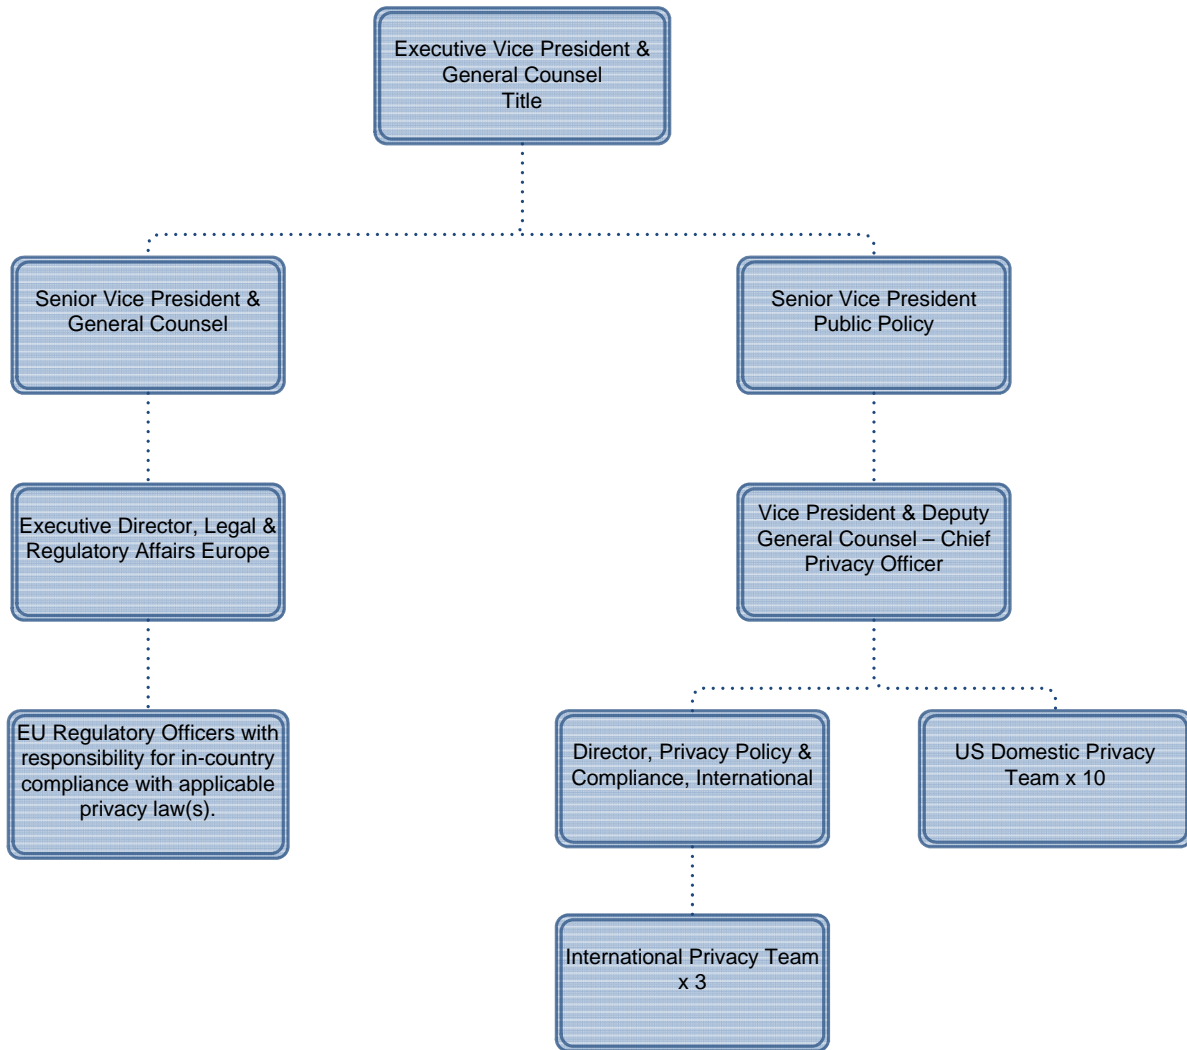 Executive Vice President &
General Counsel
Title
Senior Vice President &
General Counsel
Senior Vice President
Public Policy
Executive Director, Legal &
Regulatory Affairs Europe
Vice President & Deputy
General Counsel – Chief
Privacy Officer
EU Regulatory Officers with
responsibility for in-country
compliance with applicable
privacy law(s).
Director, Privacy Policy &
Compliance, International
US Domestic Privacy
Team x 10
International Privacy Team
x 3